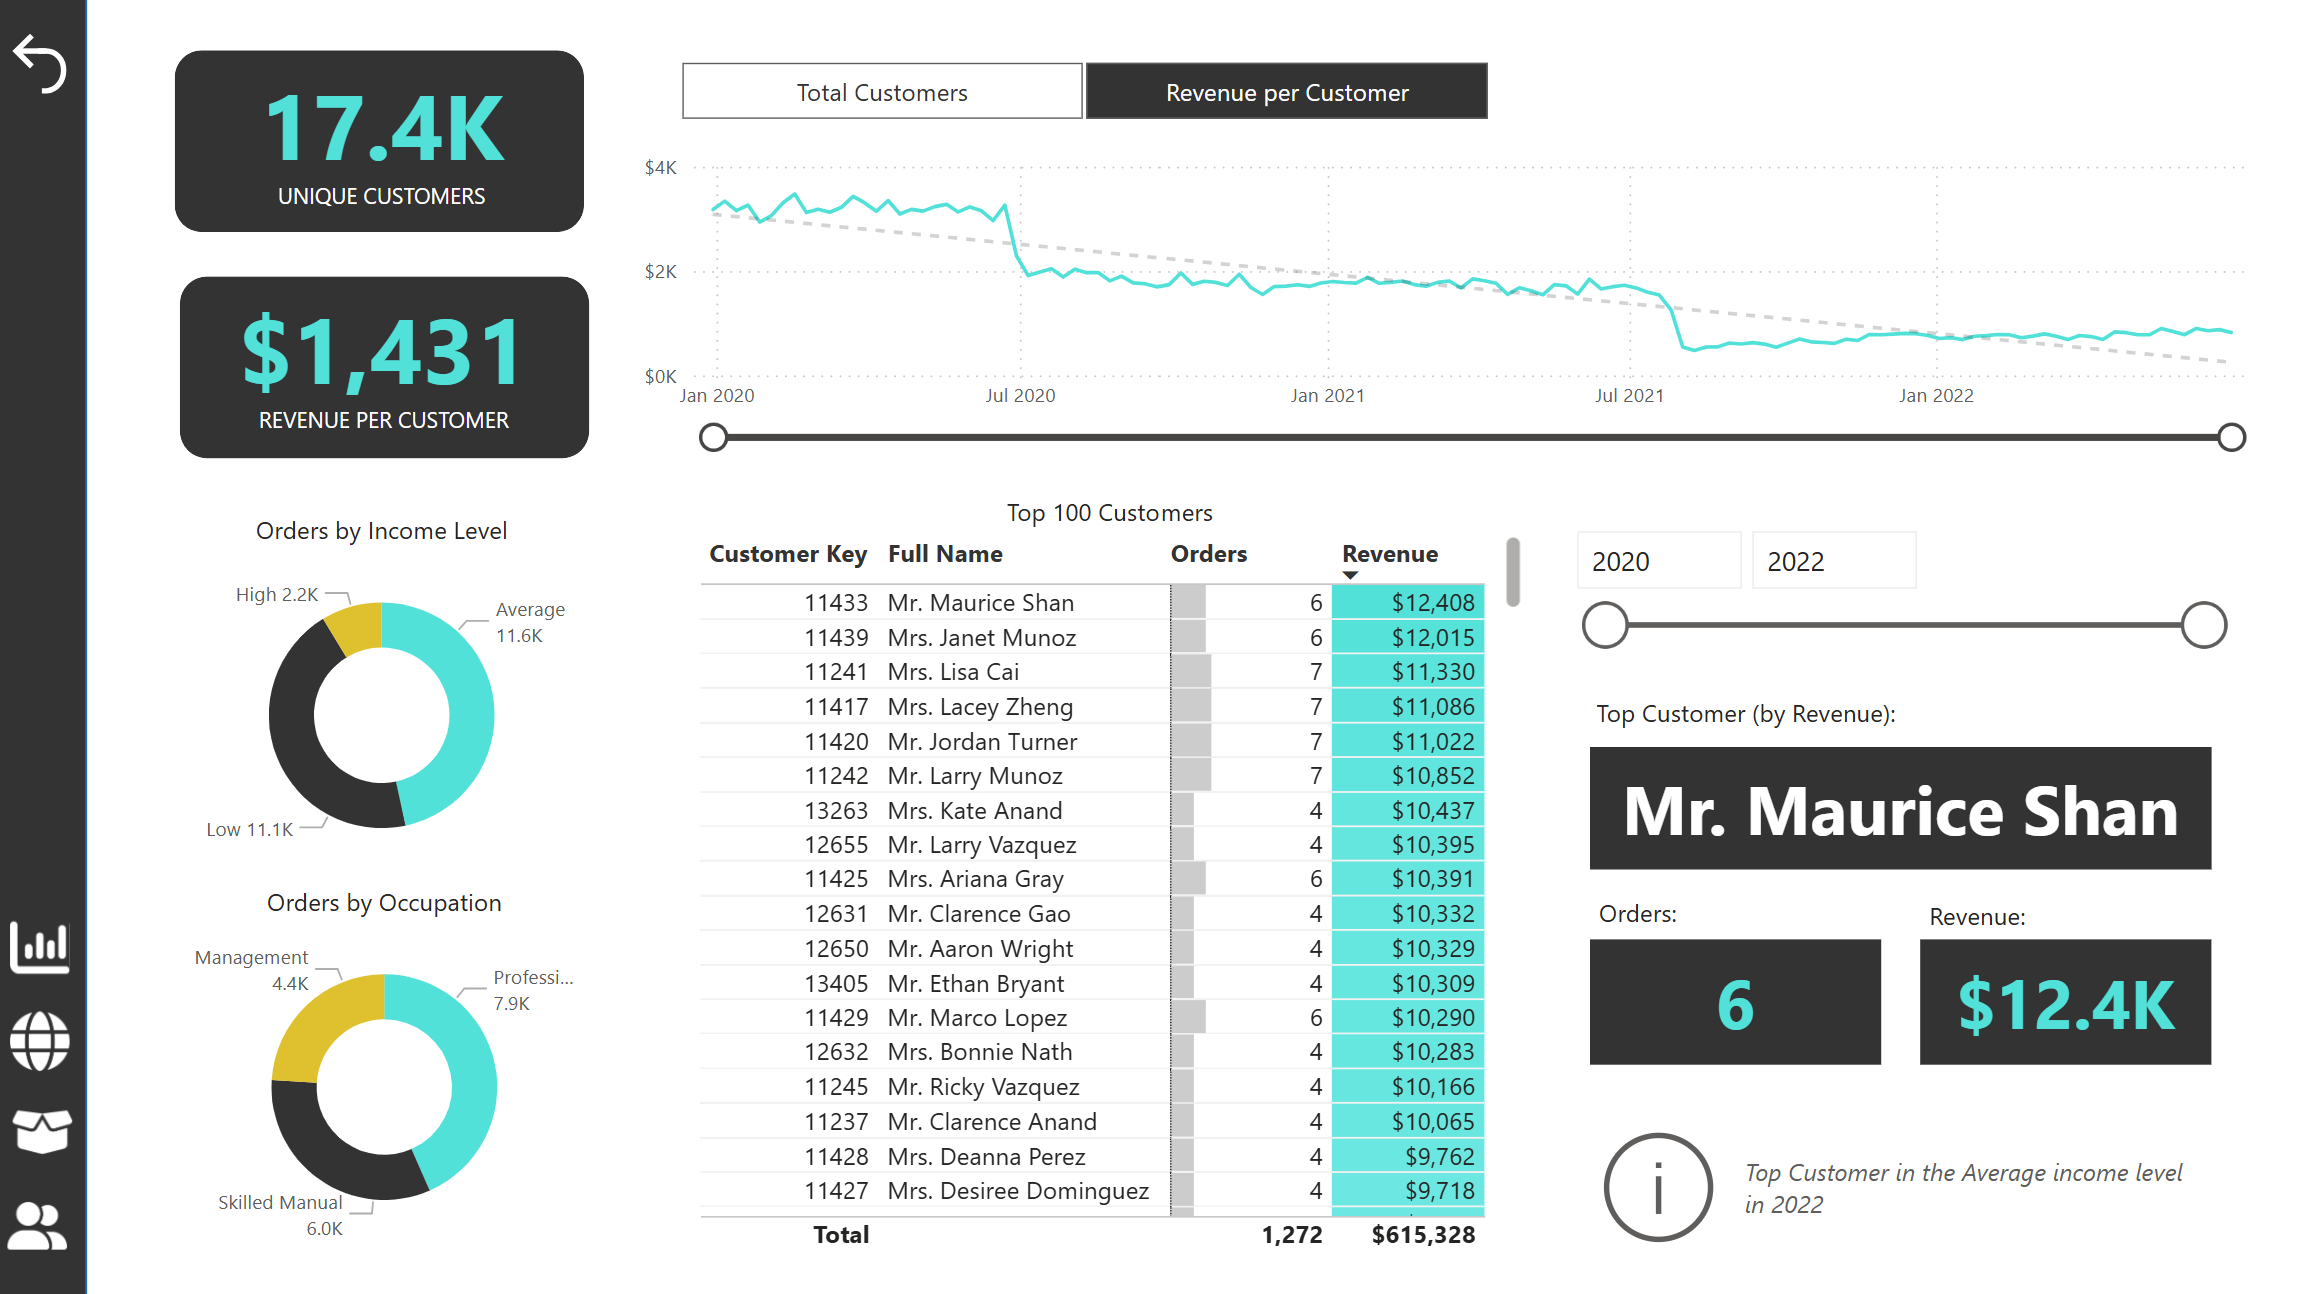 17.4K
UNIQUE CUSTOMERS
$1,431
REVENUE PER CUSTOMER
Total Customers
Revenue per Customer
$4K
$2K
$0K
Jan 2020
Jul 2020
Jan 2021
Jul 2021
Jan 2022
Orders by Income Level
High 2.2K
Average
11.6K
Low 11.1K
Orders by Occupation
Management
4.4K
Professi...
7.9K
Skilled Manual
6.0K
Top 100 Customers
Customer Key Full Name Orders Revenue
11433 Mr. Maurice Shan 6 $12,408
11439 Mrs. Janet Munoz 6 $12,015
11241 Mrs. Lisa Cai 7 $11,330
11417 Mrs. Lacey Zheng 7 $11,086
11420 Mr. Jordan Turner 7 $11,022
11242 Mr. Larry Munoz 7 $10,852
13263 Mrs. Kate Anand 4 $10,437
12655 Mr. Larry Vazquez 4 $10,395
11425 Mrs. Ariana Gray 6 $10,391
12631 Mr. Clarence Gao 4 $10,332
12650 Mr. Aaron Wright 4 $10,329
13405 Mr. Ethan Bryant 4 $10,309
11429 Mr. Marco Lopez 6 $10,290
12632 Mrs. Bonnie Nath 4 $10,283
11245 Mr. Ricky Vazquez 4 $10,166
11237 Mr. Clarence Anand 4 $10,065
11428 Mrs. Deanna Perez 4 $9,762
11427 Mrs. Desiree Dominguez 4 $9,718
Total 1,272 $615,328
2020
2022
Top Customer (by Revenue):
Mr. Maurice Shan
Orders:
6
Revenue:
$12.4K
i
Top Customer in the Average income level
in 2022